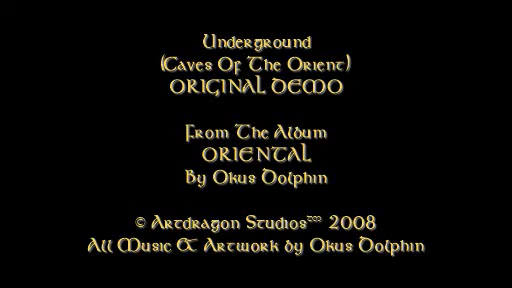 Underground
(Caves Of The Orient)
ORIGINAL DEMO
From The Album
ORIENTAL
By Okus Dolphin
© Artdragon Studios™ 2008
All Music & Artwork by Okus Dolphin